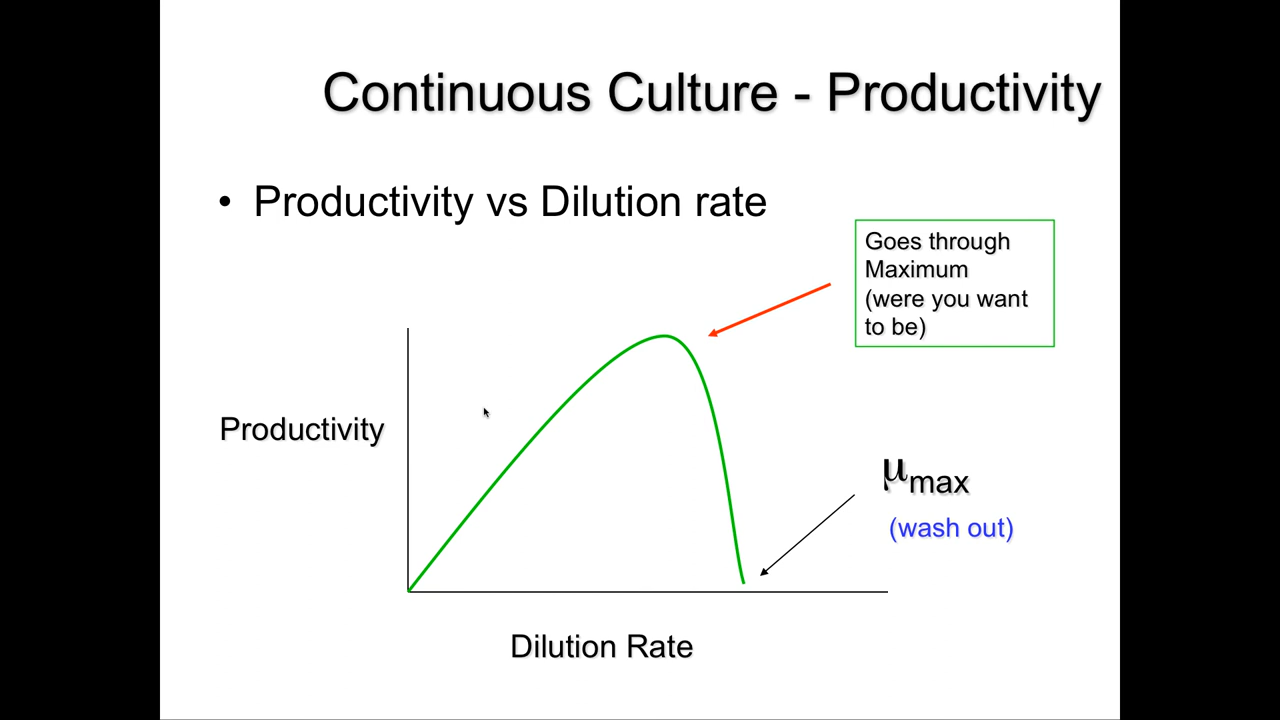 Continuous Culture - Productivity
• Productivity vs Dilution rate
Goes through
Maximum
(were you want
to be)
Productivity
μmax
(wash out)
Dilution Rate